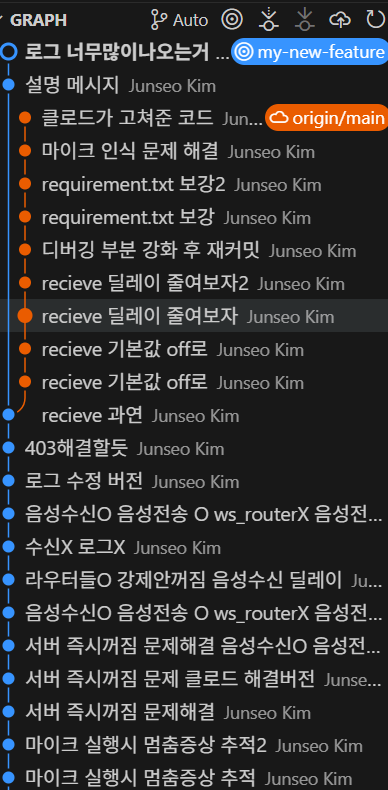 GRAPH Auto
로그 너무많이나오는거 ... my-new-feature
설명 메시지 Junseo Kim
클로드가 고쳐준 코드 Jun... origin/main
마이크 인식 문제 해결 Junseo Kim
requirement.txt 보강2 Junseo Kim
requirement.txt 보강 Junseo Kim
디버깅 부분 강화 후 재커밋 Junseo Kim
recieve 딜레이 줄여보자2 Junseo Kim
recieve 딜레이 줄여보자 Junseo Kim
recieve 기본값 off로 Junseo Kim
recieve 기본값 off로 Junseo Kim
recieve 과연 Junseo Kim
403해결할듯 Junseo Kim
로그 수정 버전 Junseo Kim
음성수신O 음성전송 O ws_routerX 음성전...
수신X 로그X Junseo Kim
라우터들O 강제안꺼짐 음성수신 딜레이 Ju...
음성수신O 음성전송 O ws_routerX 음성전...
서버 즉시꺼짐 문제해결 음성수신O 음성전...
서버 즉시꺼짐 문제 클로드 해결버전 Junse...
서버 즉시꺼짐 문제해결 Junseo Kim
마이크 실행시 멈춤증상 추적2 Junseo Kim
마이크 실행시 멈춤증상 추적 Junseo Kim